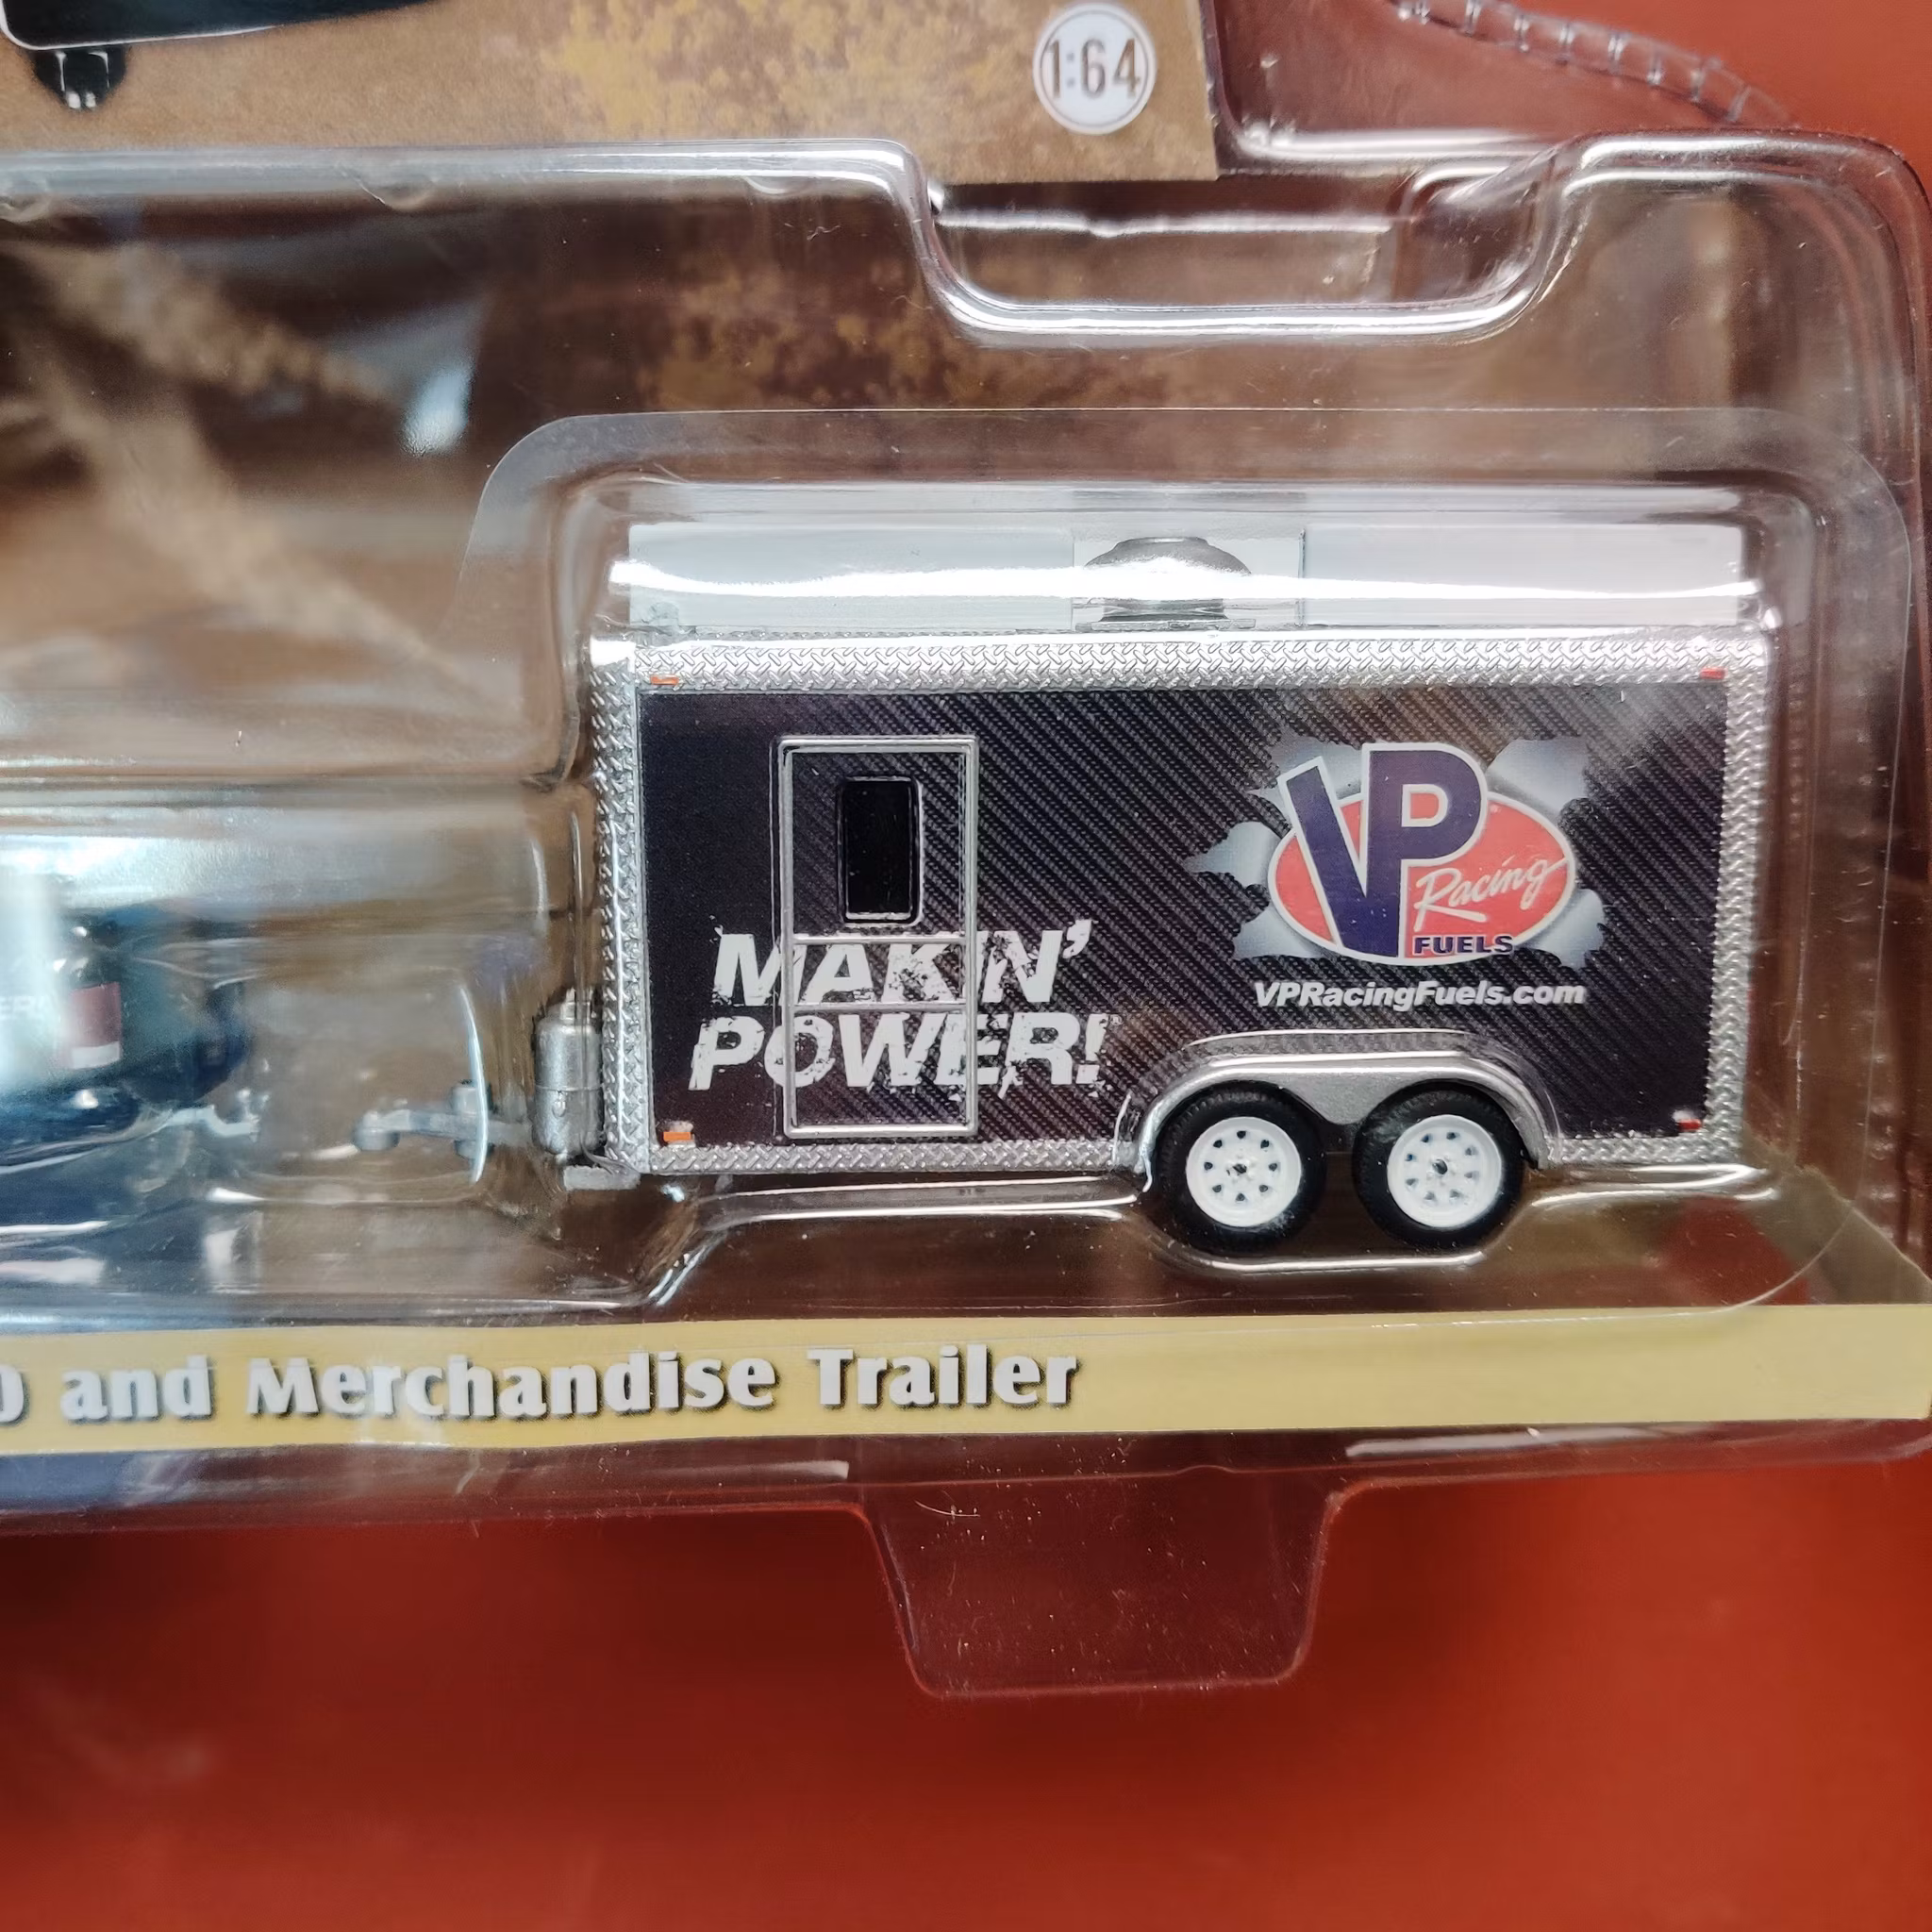 1:64
VP
Racing
FUELS
VPRacingFuels.com
MAKIN'
POWER!
and Merchandise Trailer